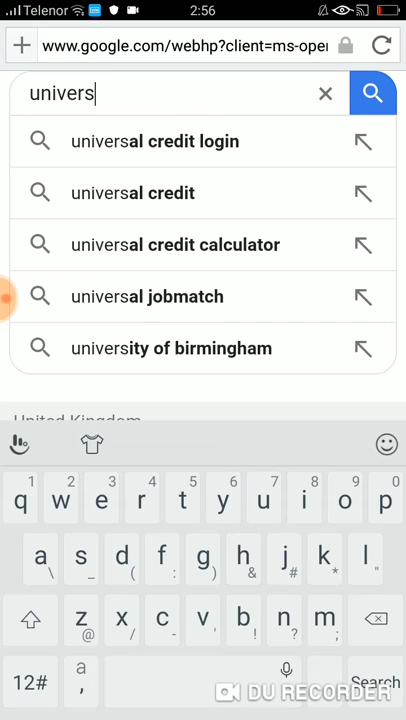 Telenor 2:56
www.google.com/webhp?client=ms-oper
univers
universal credit login
universal credit
universal credit calculator
universal jobmatch
university of birmingham
United Kingdom
1 2 3 4 5 6 7 8 9 0
q w e r t y u i o p
a s d f g h j k l
\ _ ( : ) & # * "
z x c v b n m
@ / - ' ! ? ;
12# a , Search
DU RECORDER